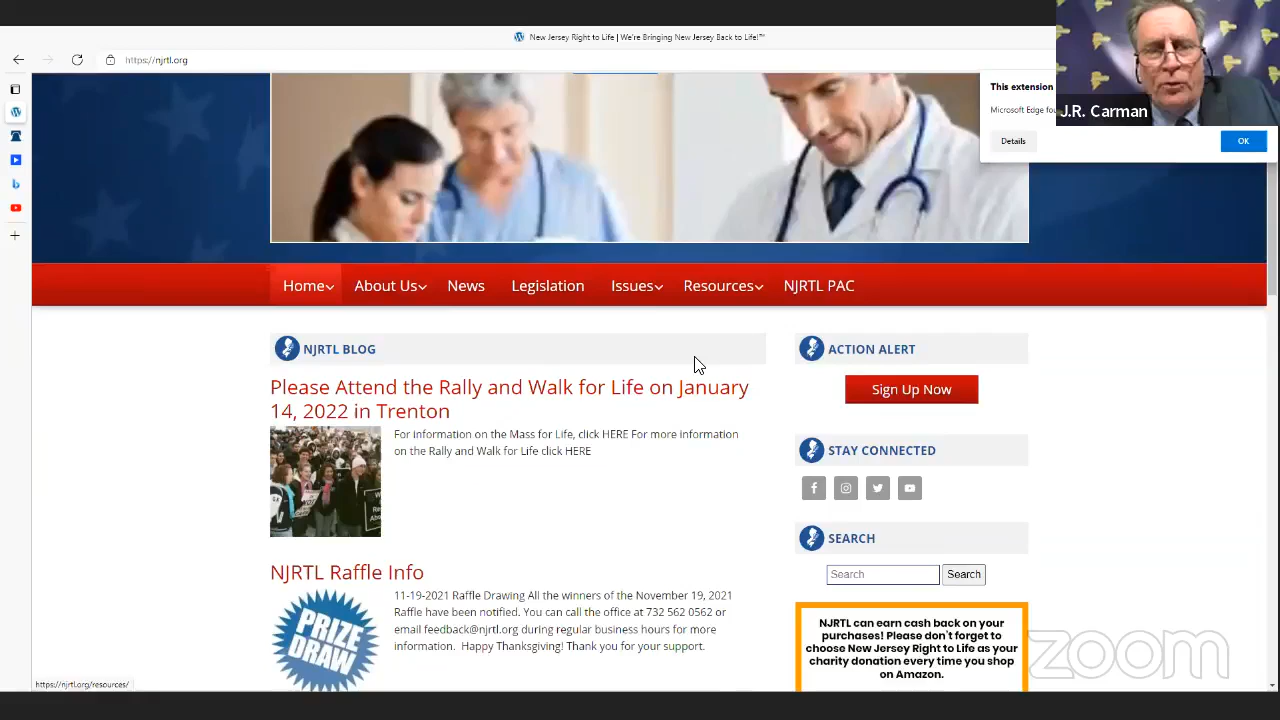 New Jersey Right to Life | We're Bringing New Jersey Back to Life!™
https://njrtl.org
This extension
Microsoft Edge fou
Details
OK
J.R. Carman
Home
About Us
News
Legislation
Issues
Resources
NJRTL PAC
NJRTL BLOG
Please Attend the Rally and Walk for Life on January
14, 2022 in Trenton
For information on the Mass for Life, click HERE For more information
on the Rally and Walk for Life click HERE
NJRTL Raffle Info
11-19-2021 Raffle Drawing All the winners of the November 19, 2021
Raffle have been notified. You can call the office at 732 562 0562 or
email feedback@njrtl.org during regular business hours for more
information.  Happy Thanksgiving! Thank you for your support.
PRIZE
DRAW
ACTION ALERT
Sign Up Now
STAY CONNECTED
SEARCH
Search
Search
NJRTL can earn cash back on your
purchases! Please don't forget to
choose New Jersey Right to Life as your
charity donation every time you shop
on Amazon.
zoom
https://njrtl.org/resources/